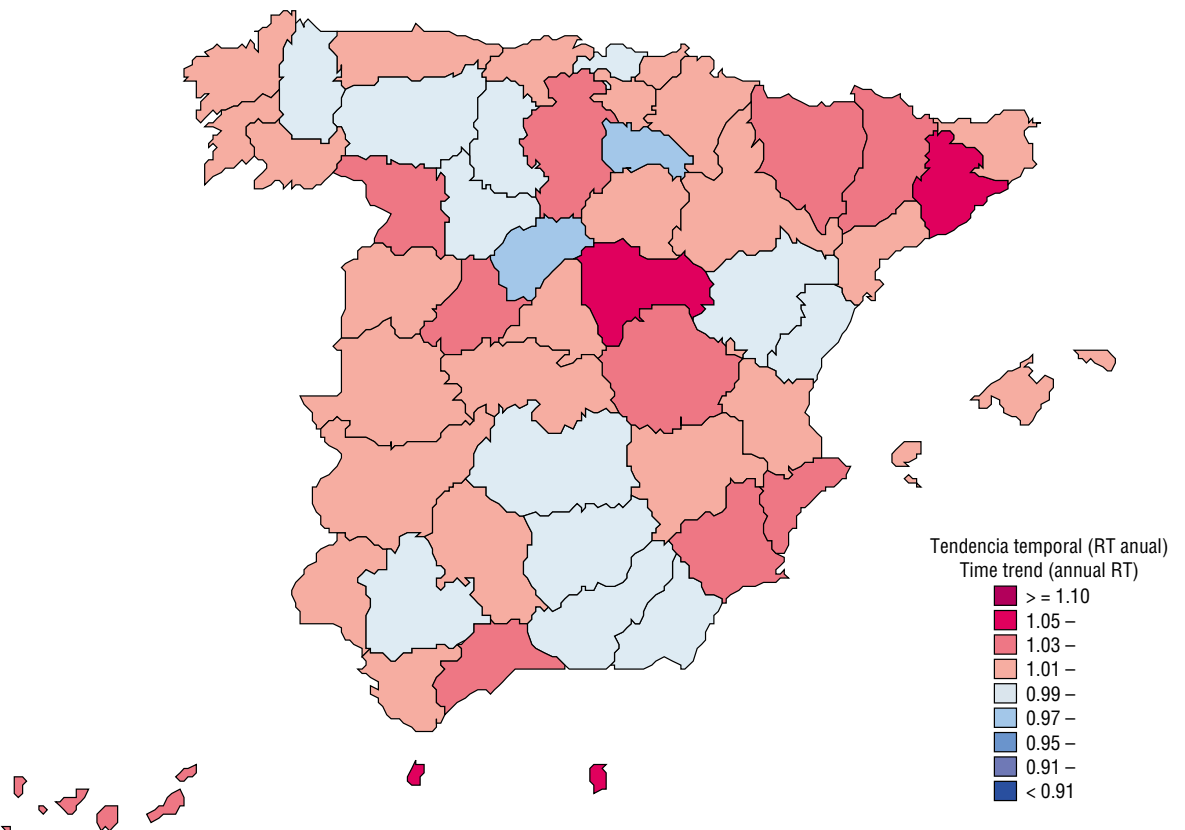 Tendencia temporal (RT anual)
Time trend (annual RT)
> = 1.10
1.05 –
1.03 –
1.01 –
0.99 –
0.97 –
0.95 –
0.91 –
< 0.91